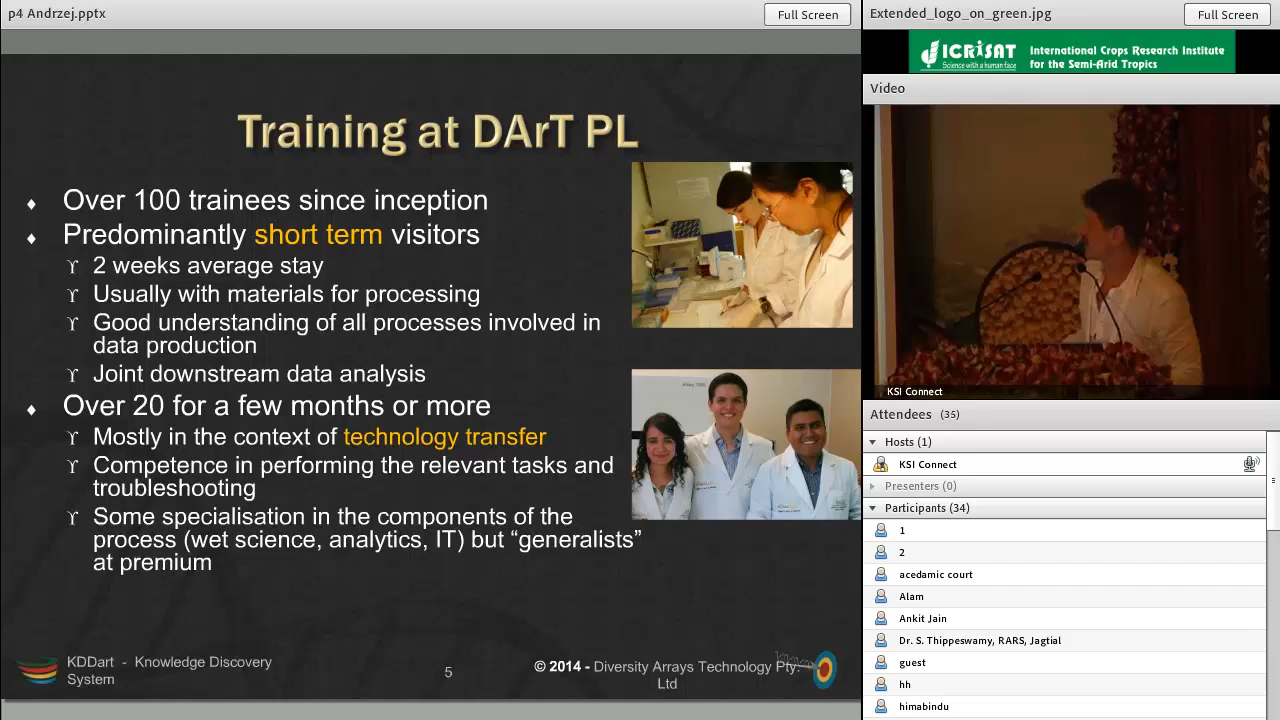 p4 Andrzej.pptx
Full Screen
Training at DArT PL
Over 100 trainees since inception
Predominantly short term visitors
2 weeks average stay
Usually with materials for processing
Good understanding of all processes involved in
data production
Joint downstream data analysis
Over 20 for a few months or more
Mostly in the context of technology transfer
Competence in performing the relevant tasks and
troubleshooting
Some specialisation in the components of the
process (wet science, analytics, IT) but “generalists”
at premium
KDDart - Knowledge Discovery
System
5
© 2014 - Diversity Arrays Technology Pty.
Ltd
Extended_logo_on_green.jpg
Full Screen
ICRISAT
Science with a human face
International Crops Research Institute
for the Semi-Arid Tropics
Video
KSI Connect
Attendees (35)
Hosts (1)
KSI Connect
Presenters (0)
Participants (34)
1
2
acedamic court
Alam
Ankit Jain
Dr. S. Thippeswamy, RARS, Jagtial
guest
hh
himabindu